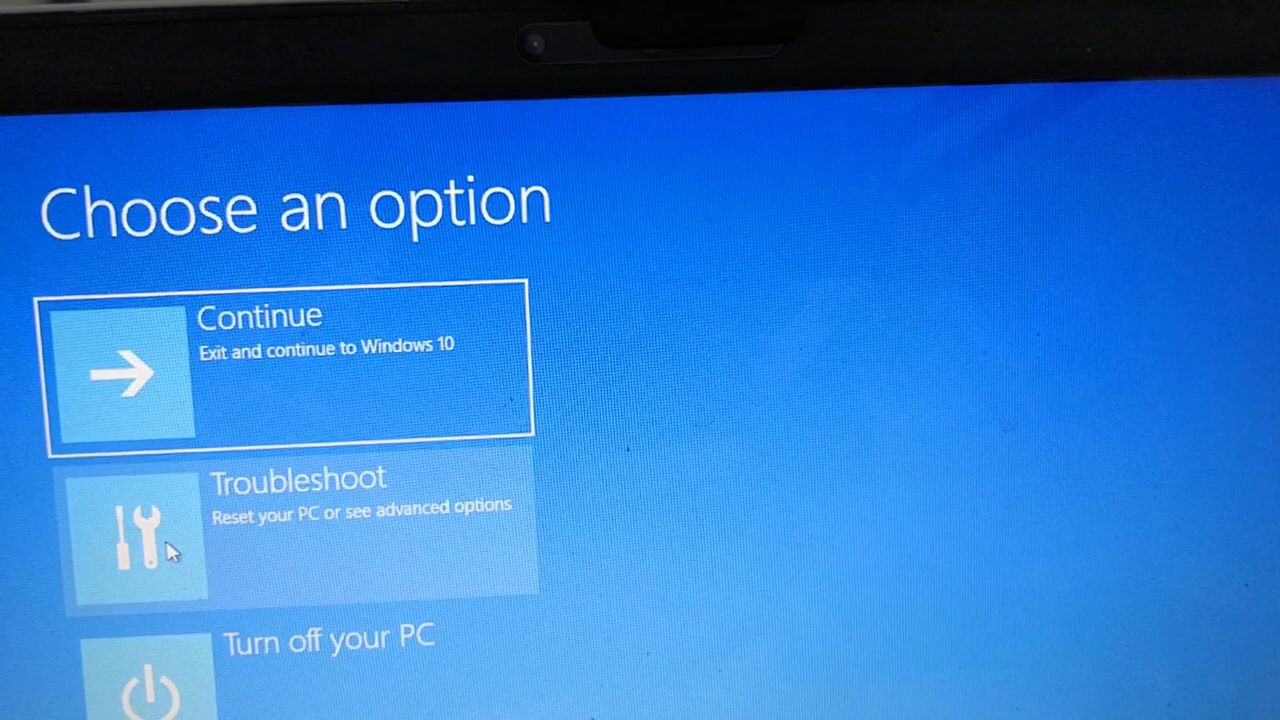 Choose an option
Continue
Exit and continue to Windows 10
Troubleshoot
Reset your PC or see advanced options
Turn off your PC